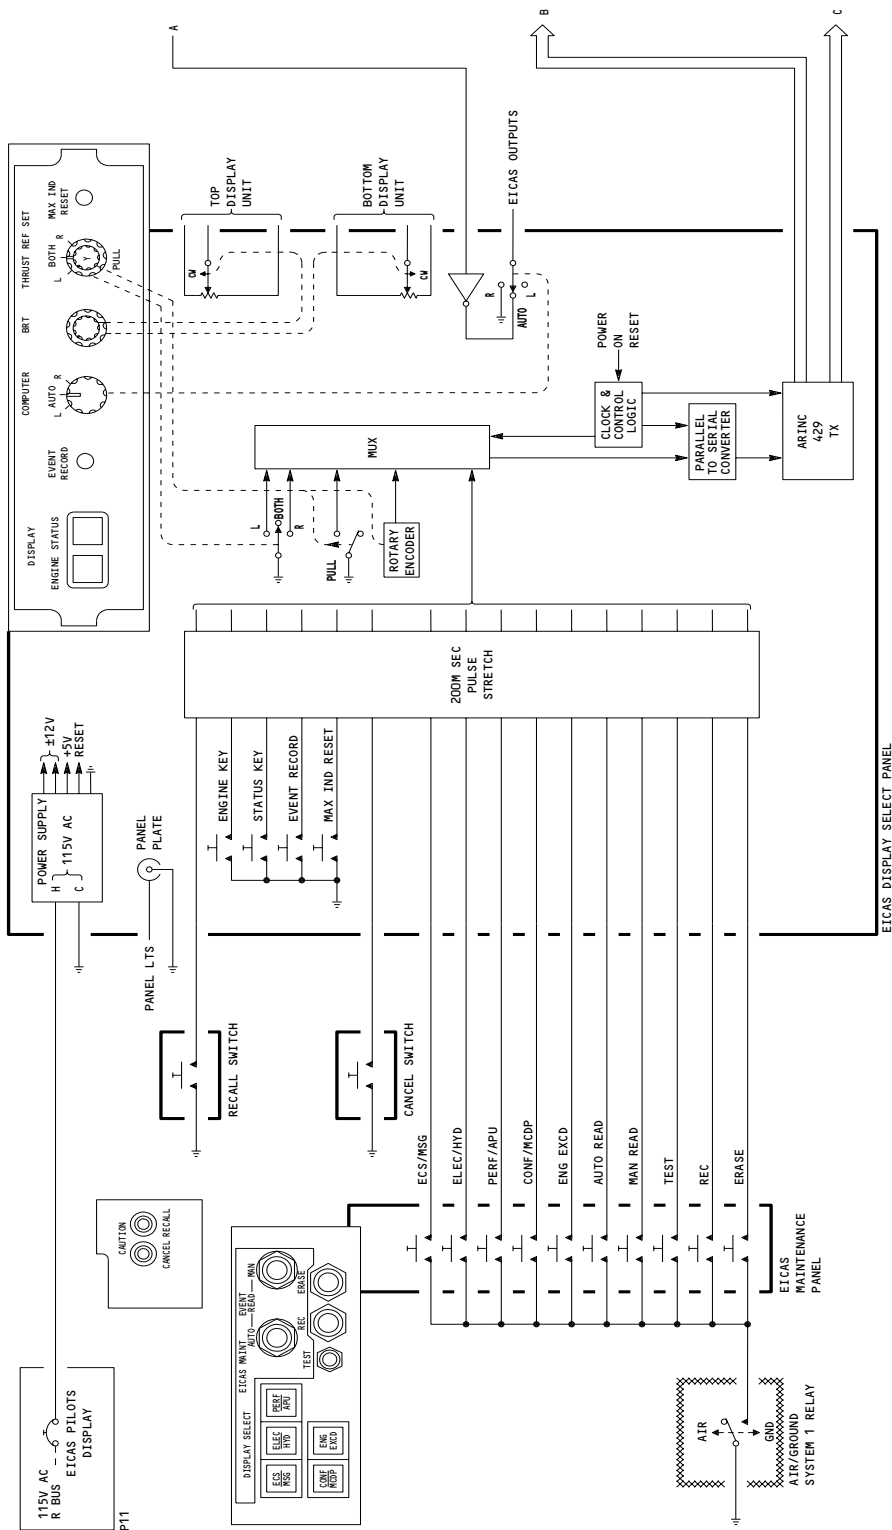 A
B
C
DISPLAY
ENGINE STATUS
EVENT
RECORD
COMPUTER
L
AUTO
R
BRT
THRUST REF SET
L
BOTH
R
PULL
Y
MAX IND
RESET
TOP
DISPLAY
UNIT
CW
BOTTOM
DISPLAY
UNIT
CW
EICAS OUTPUTS
R
L
AUTO
POWER
ON
RESET
CLOCK &
CONTROL
LOGIC
MUX
PARALLEL
TO SERIAL
CONVERTER
ARINC
429
TX
L
BOTH
R
PULL
ROTARY
ENCODER
200M SEC
PULSE
STRETCH
POWER SUPPLY
H
115V AC
C
±12V
+5V
RESET
PANEL LTS
PANEL
PLATE
ENGINE KEY
STATUS KEY
EVENT RECORD
MAX IND RESET
EICAS DISPLAY SELECT PANEL
RECALL SWITCH
CANCEL SWITCH
ECS/MSG
ELEC/HYD
PERF/APU
CONF/MCDP
ENG EXCD
AUTO READ
MAN READ
TEST
REC
ERASE
EICAS
MAINTENANCE
PANEL
CAUTION
CANCEL RECALL
DISPLAY SELECT
EICAS MAINT
EVENT
AUTO
READ
MAN
ECS
MSG
ELEC
HYD
PERF
APU
CONF
MCDP
ENG
EXCD
TEST
REC
ERASE
115V AC
R BUS
EICAS PILOTS
DISPLAY
P11
AIR
GND
AIR/GROUND
SYSTEM 1 RELAY